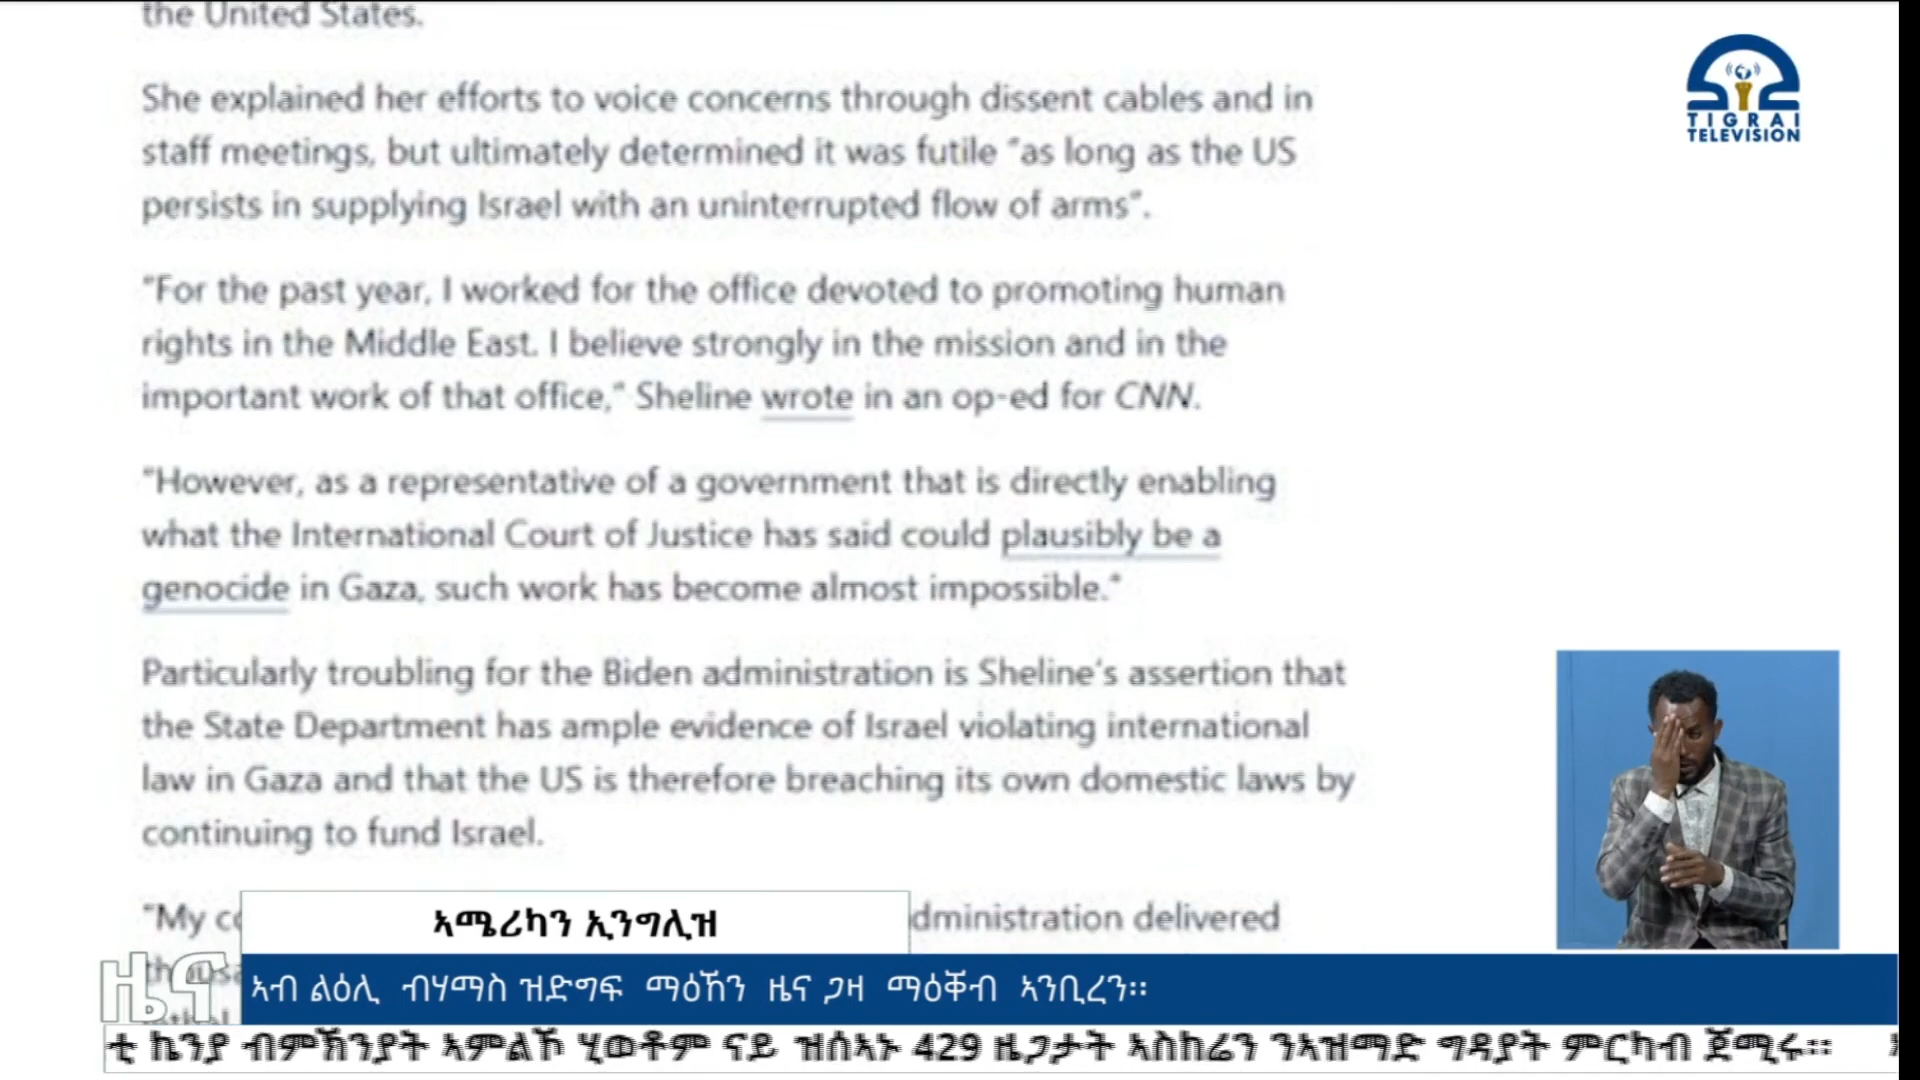 the United States.
She explained her efforts to voice concerns through dissent cables and in
staff meetings, but ultimately determined it was futile "as long as the US
persists in supplying Israel with an uninterrupted flow of arms".
"For the past year, I worked for the office devoted to promoting human
rights in the Middle East. I believe strongly in the mission and in the
important work of that office," Sheline wrote in an op-ed for CNN.
"However, as a representative of a government that is directly enabling
what the International Court of Justice has said could plausibly be a
genocide in Gaza, such work has become almost impossible."
Particularly troubling for the Biden administration is Sheline's assertion that
the State Department has ample evidence of Israel violating international
law in Gaza and that the US is therefore breaching its own domestic laws by
continuing to fund Israel.
"My
dministration delivered
TIGRAI
TELEVISION
ኣሜሪካን ኢንግሊዝ
ዜና
ኣብ ልዕሊ ብሃማስ ዝድግፍ ማዕኸን ዜና ጋዛ ማዕቐብ ኣንቢረን፡፡
ቲ ኬንያ ብምኽንያት ኣምልኾ ሂወቶም ናይ ዝሰኣኑ 429 ዜጋታት ኣስከሬን ንኣዝማድ ግዳያት ምርካብ ጀሚሩ፡፡